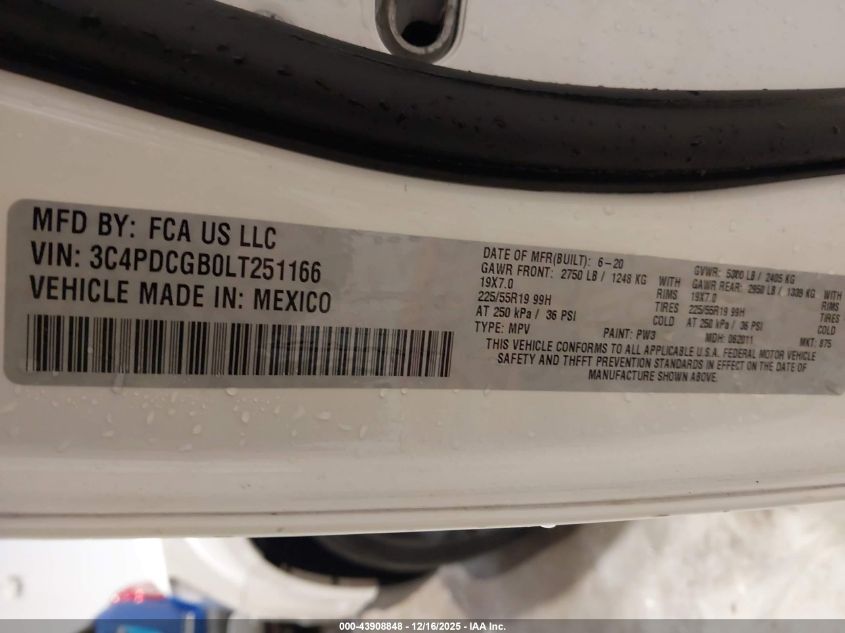 MFD BY: FCA US LLC
VIN: 3C4PDCGB0LT251166
VEHICLE MADE IN: MEXICO
DATE OF MFR(BUILT): 6-20
GVWR: 5300 LB / 2405 KG
GAWR FRONT: 2750 LB / 1248 KG WITH
19X7.0 RIMS
225/55R19 99H TIRES
AT 250 kPa / 36 PSI COLD
GAWR REAR: 2950 LB / 1339 KG WITH
19X7.0 RIMS
225/55R19 99H TIRES
AT 250 kPa / 36 PSI COLD
TYPE: MPV PAINT: PW3 MDH: 062011 MKT: 875
THIS VEHICLE CONFORMS TO ALL APPLICABLE U.S.A. FEDERAL MOTOR VEHICLE
SAFETY AND THFFT PREVENTION STANDARDS IN EFFECT ON THE DATE OF
MANUFACTURE SHOWN ABOVE.
000-43908848 - 12/16/2025 - IAA Inc.